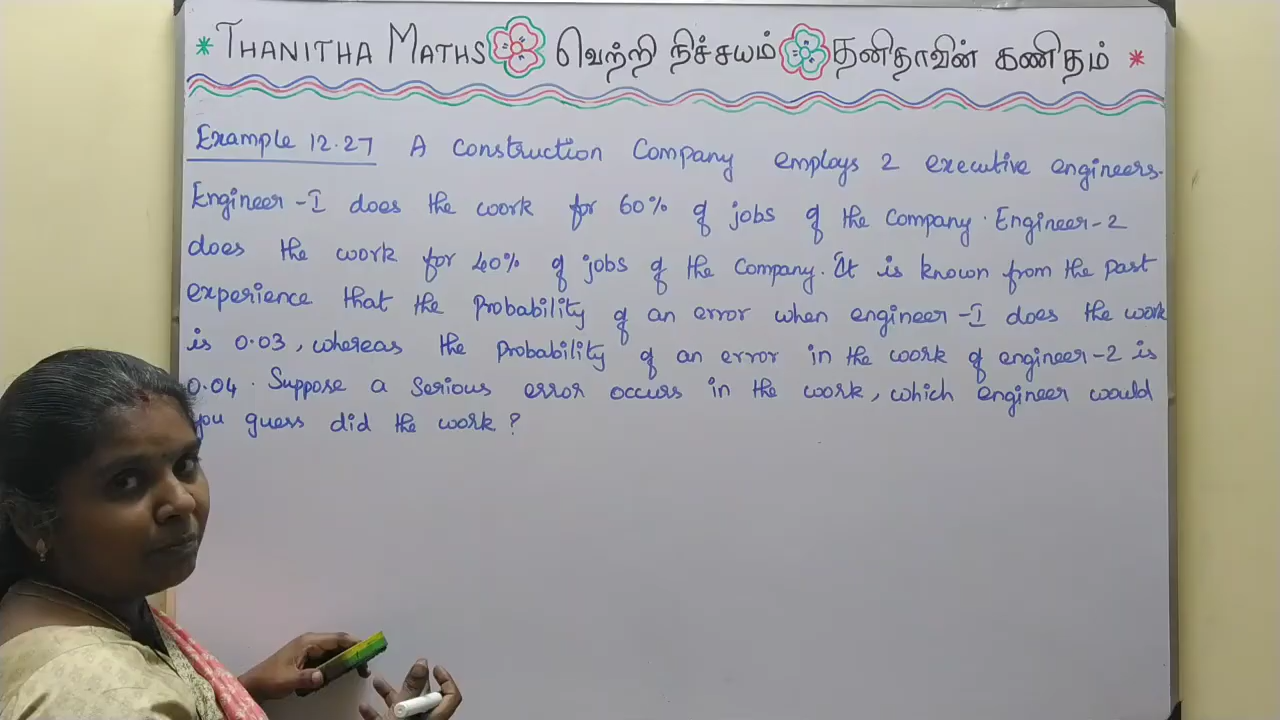 * THANITHA MATHS வெற்றி நிச்சயம் தனிதாவின் கணிதம் *
Example 12.27 A construction Company employs 2 executive engineers.
Engineer-I does the work for 60% of jobs of the Company. Engineer-2
does the work for 40% of jobs of the Company. It is known from the past
experience that the Probability of an error when engineer-I does the work
is 0.03, whereas the Probability of an error in the work of engineer-2 is
0.04. Suppose a serious error occurs in the work, which engineer would
you guess did the work?